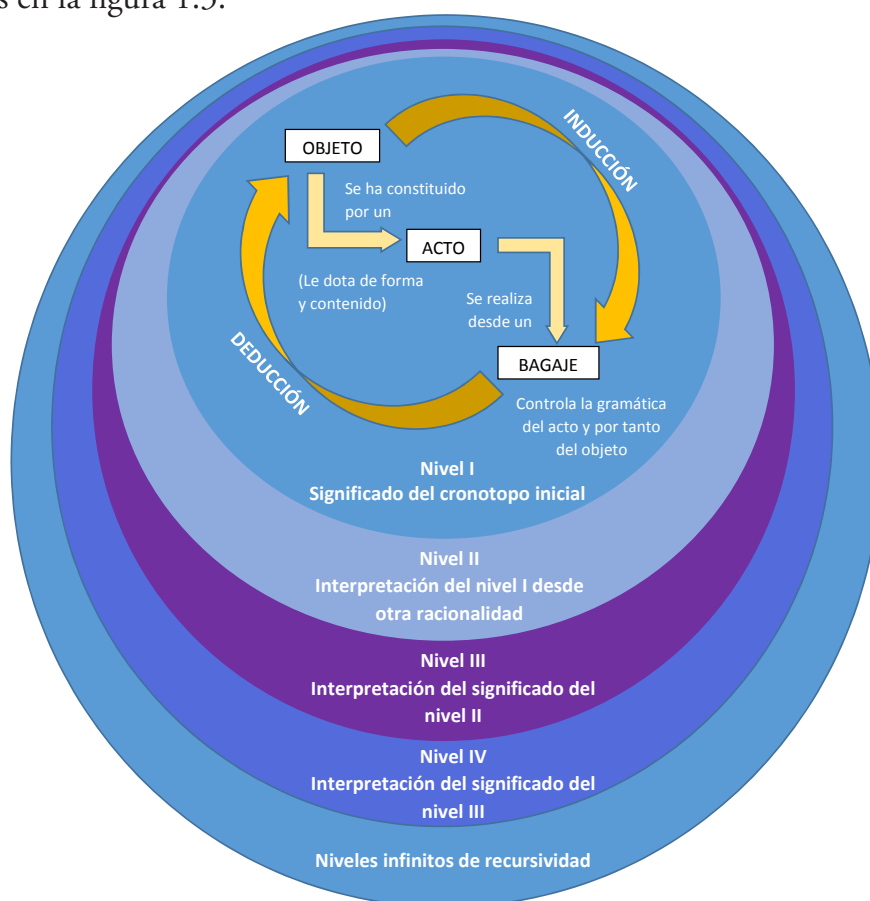 s en la figura 1.3.
INDUCCIÓN
OBJETO
Se ha constituido
por un
ACTO
(Le dota de forma
y contenido)
Se realiza
desde un
DEDUCCIÓN
BAGAJE
Controla la gramática
del acto y por tanto
del objeto
Nivel I
Significado del cronotopo inicial
Nivel II
Interpretación del nivel I desde
otra racionalidad
Nivel III
Interpretación del significado del
nivel II
Nivel IV
Interpretación del significado del
nivel III
Niveles infinitos de recursividad